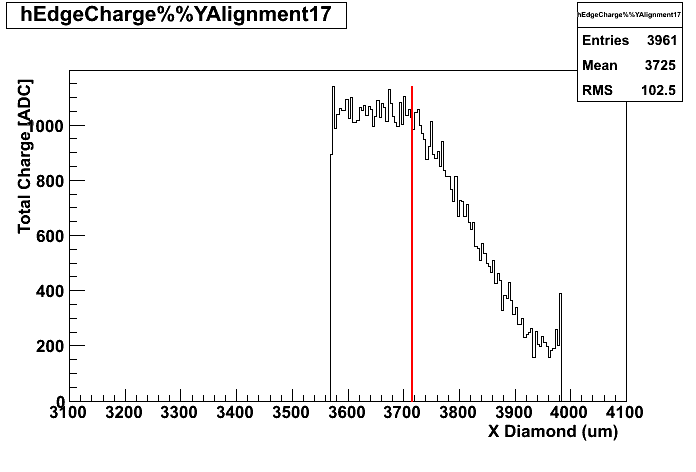 hEdgeCharge%%YAlignment17
hEdgeCharge%%YAlignment17
Entries 3961
Mean 3725
RMS 102.5
Total Charge [ADC]
1000
800
600
400
200
0
3100 3200 3300 3400 3500 3600 3700 3800 3900 4000 4100
X Diamond (um)